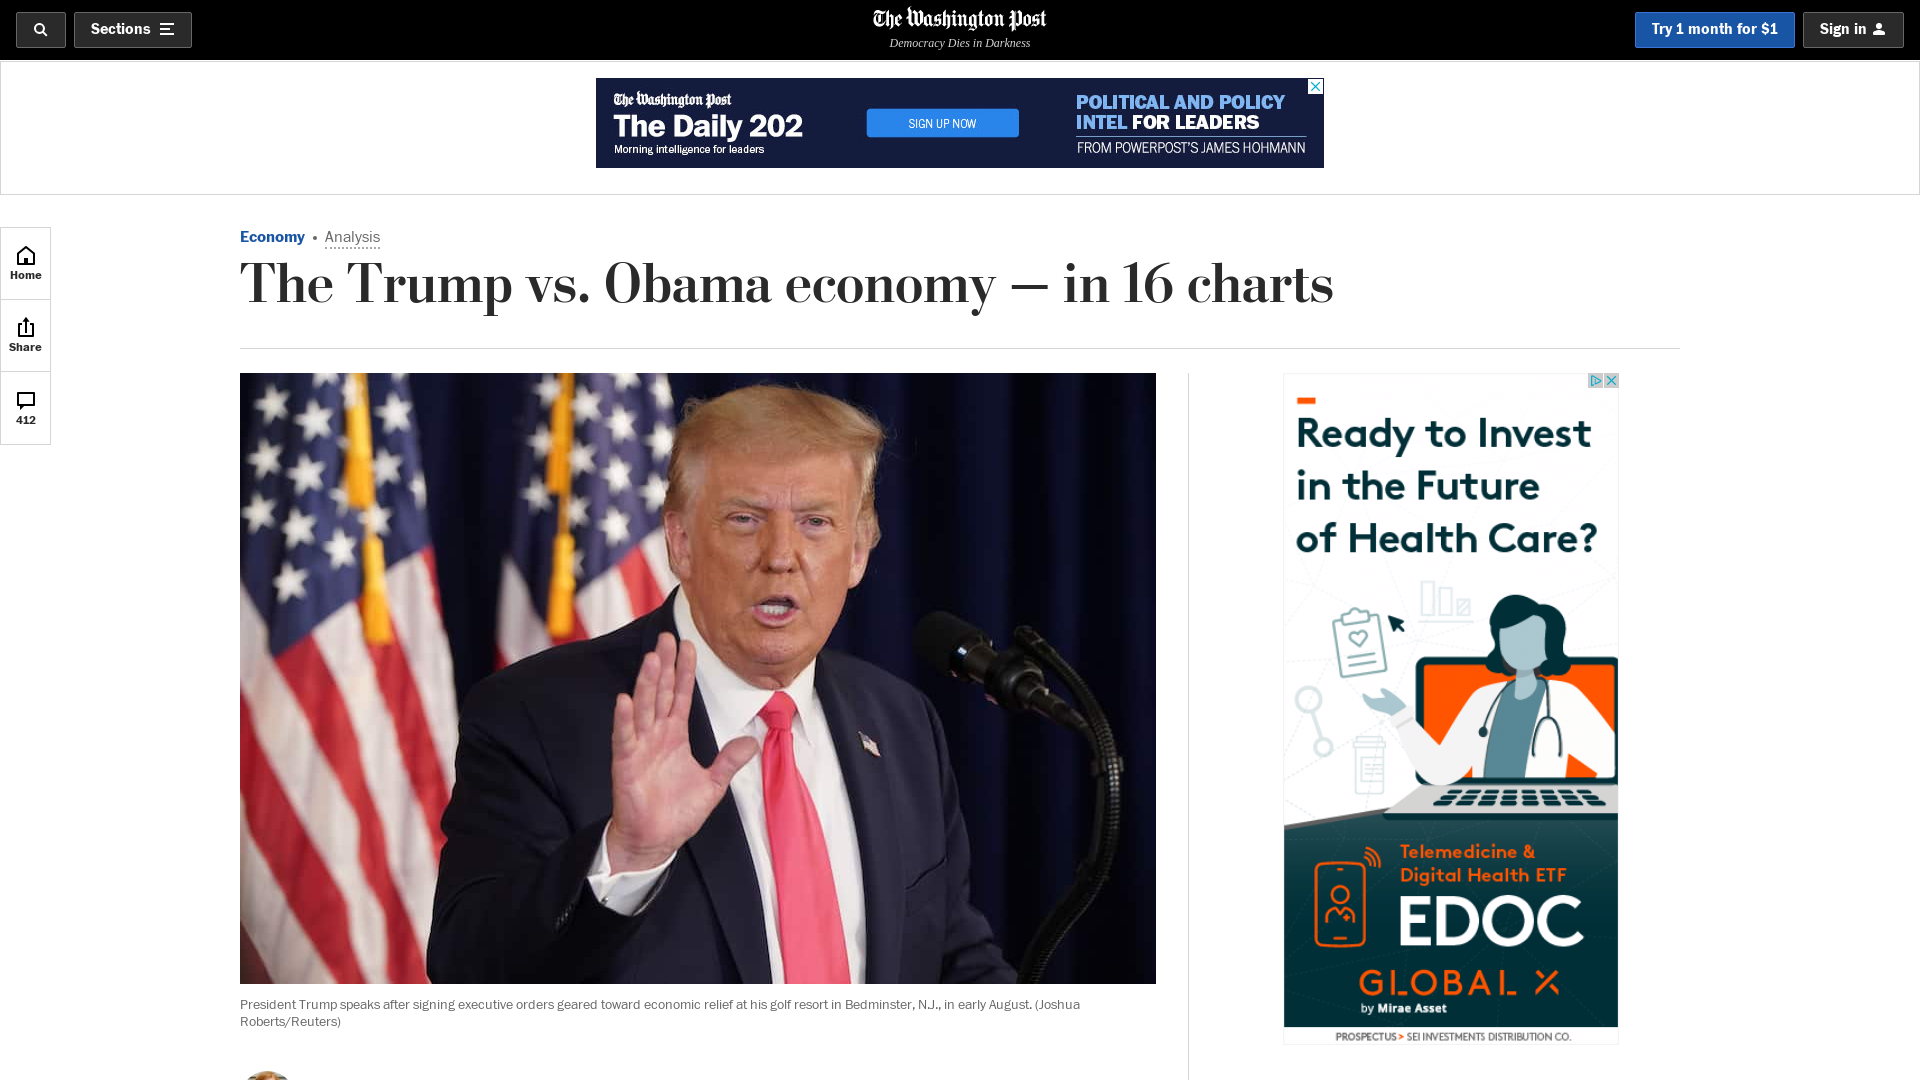 Sections
The Washington Post
Democracy Dies in Darkness
Try 1 month for $1
Sign in
The Washington Post
The Daily 202
Morning intelligence for leaders
SIGN UP NOW
POLITICAL AND POLICY
INTEL FOR LEADERS
FROM POWERPOST'S JAMES HOHMANN
Home
Share
412
Economy • Analysis
The Trump vs. Obama economy — in 16 charts
President Trump speaks after signing executive orders geared toward economic relief at his golf resort in Bedminster, N.J., in early August. (Joshua
Roberts/Reuters)
Ready to Invest
in the Future
of Health Care?
Telemedicine &
Digital Health ETF
EDOC
GLOBAL X
by Mirae Asset
PROSPECTUS > SEI INVESTMENTS DISTRIBUTION CO.